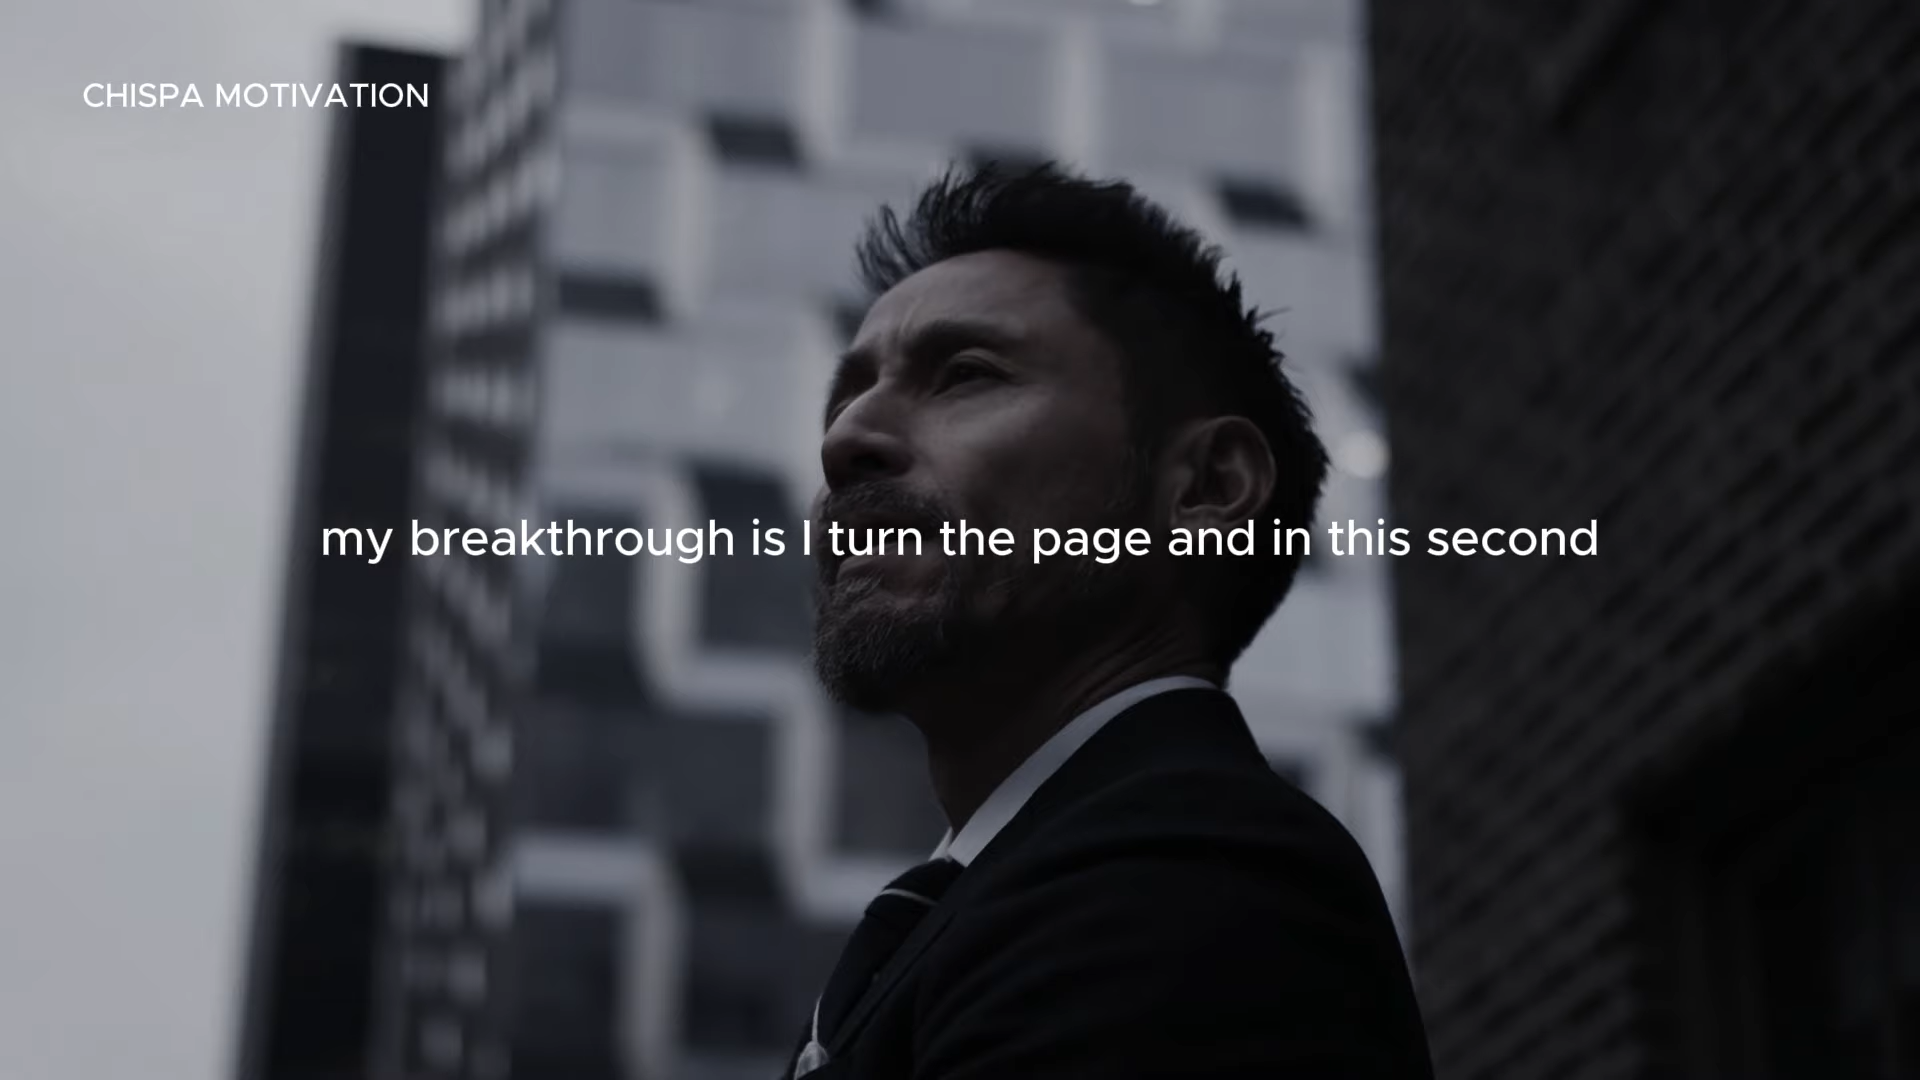 CHISPA MOTIVATION
my breakthrough is I turn the page and in this second